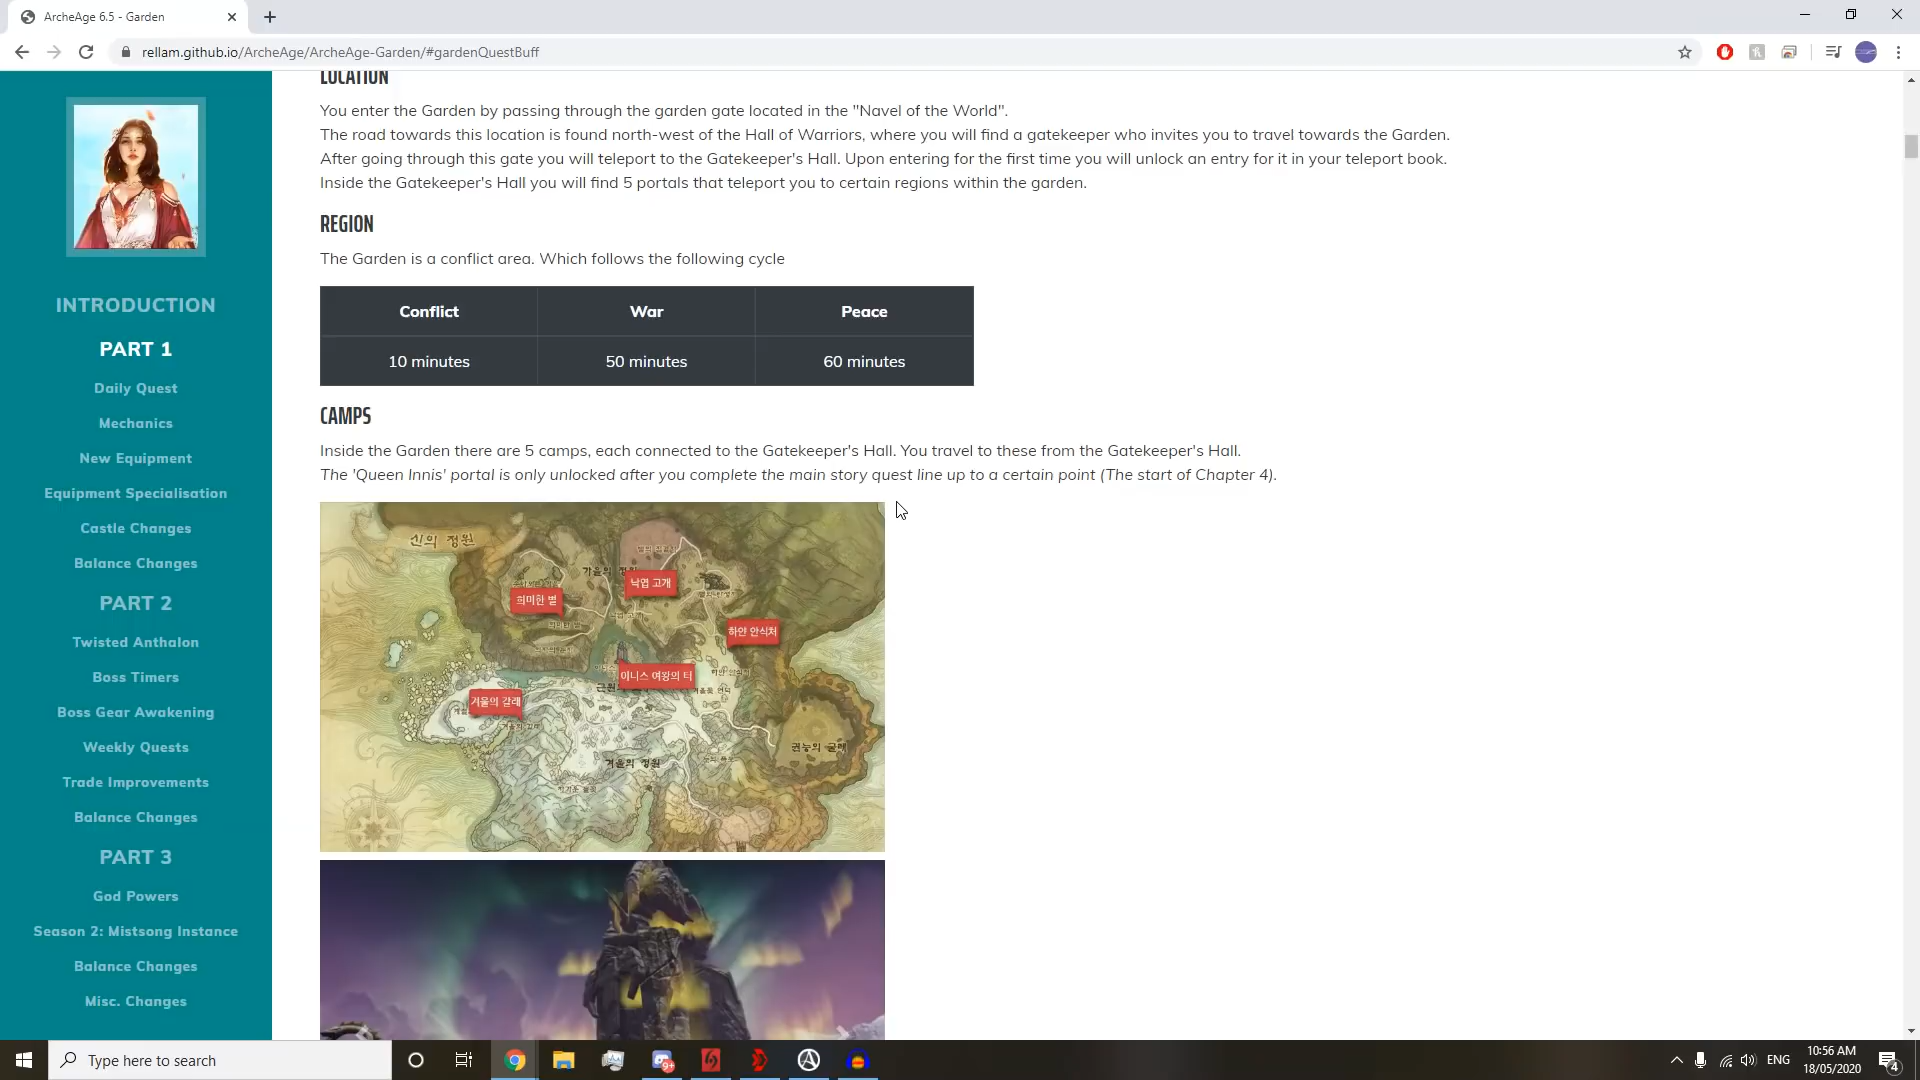 ArcheAge 6.5 - Garden
rellam.github.io/ArcheAge/ArcheAge-Garden/#gardenQuestBuff
INTRODUCTION
PART 1
Daily Quest
Mechanics
New Equipment
Equipment Specialisation
Castle Changes
Balance Changes
PART 2
Twisted Anthalon
Boss Timers
Boss Gear Awakening
Weekly Quests
Trade Improvements
Balance Changes
PART 3
God Powers
Season 2: Mistsong Instance
Balance Changes
Misc. Changes
LOCATION
You enter the Garden by passing through the garden gate located in the "Navel of the World".
The road towards this location is found north-west of the Hall of Warriors, where you will find a gatekeeper who invites you to travel towards the Garden.
After going through this gate you will teleport to the Gatekeeper's Hall. Upon entering for the first time you will unlock an entry for it in your teleport book.
Inside the Gatekeeper's Hall you will find 5 portals that teleport you to certain regions within the garden.
REGION
The Garden is a conflict area. Which follows the following cycle
Conflict War Peace
10 minutes 50 minutes 60 minutes
CAMPS
Inside the Garden there are 5 camps, each connected to the Gatekeeper's Hall. You travel to these from the Gatekeeper's Hall.
The 'Queen Innis' portal is only unlocked after you complete the main story quest line up to a certain point (The start of Chapter 4).
신의 정원
낙엽 고개
희미한 별
하얀 안식처
이니스 여왕의 터
겨울의 갈래
권능의 굴레
겨울의 정원
Type here to search
9+
ENG
10:56 AM
18/05/2020
4